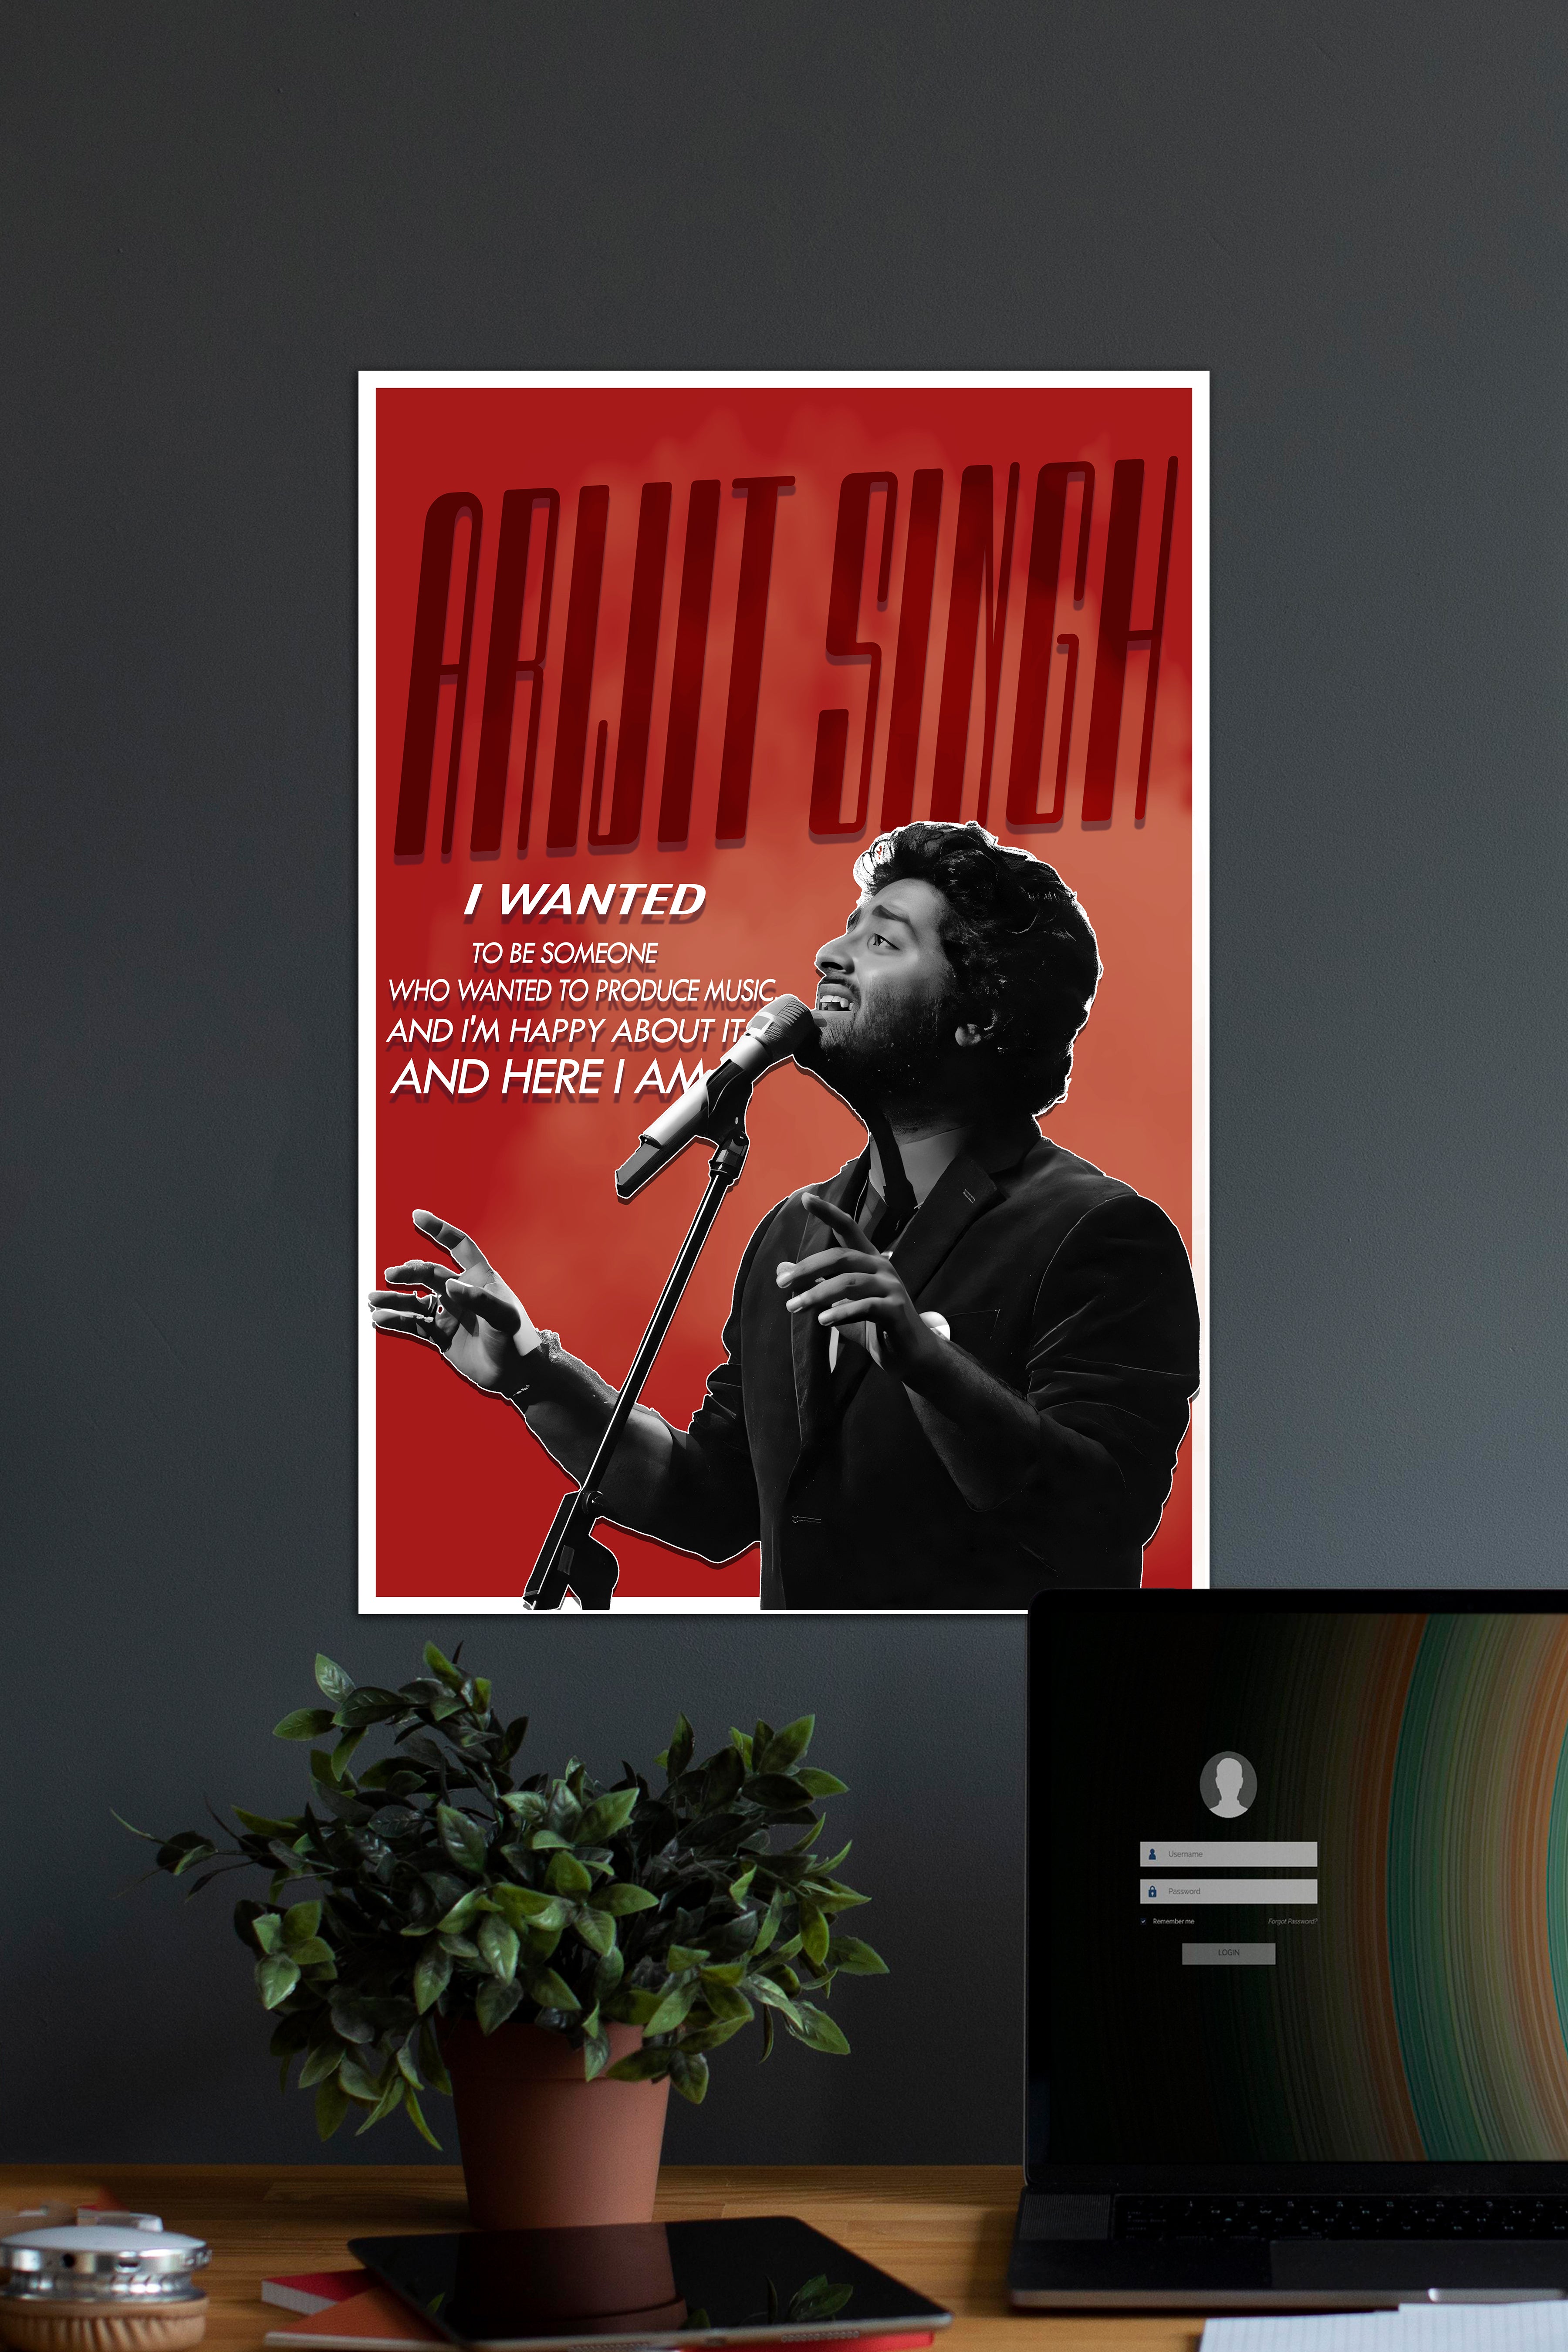 ARIJIT SINGH
I WANTED
TO BE SOMEONE
WHO WANTED TO PRODUCE MUSIC,
AND I'M HAPPY ABOUT IT
AND HERE I AM
Username
Password
Remember me Forgot Password?
LOGIN